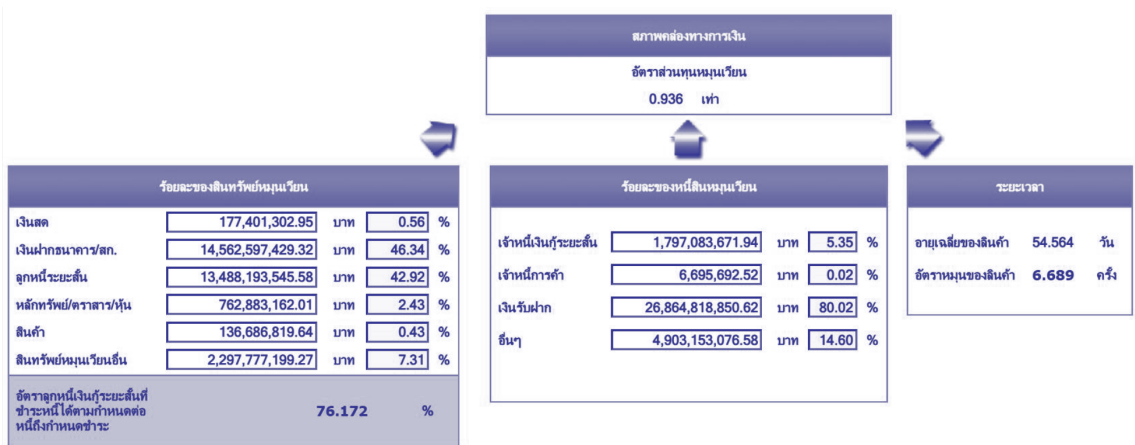 สภาพคล่องทางการเงิน
อัตราส่วนทุนหมุนเวียน
0.936 เท่า
ร้อยละของสินทรัพย์หมุนเวียน
เงินสด 177,401,302.95 บาท 0.56 %
เงินฝากธนาคาร/สก. 14,562,597,429.32 บาท 46.34 %
ลูกหนี้ระยะสั้น 13,488,193,545.58 บาท 42.92 %
หลักทรัพย์/ตราสาร/หุ้น 762,883,162.01 บาท 2.43 %
สินค้า 136,686,819.64 บาท 0.43 %
สินทรัพย์หมุนเวียนอื่น 2,297,777,199.27 บาท 7.31 %
อัตราลูกหนี้เงินกู้ระยะสั้นที่
ชำระหนี้ได้ตามกำหนดต่อ
หนี้ถึงกำหนดชำระ
76.172 %
ร้อยละของหนี้สินหมุนเวียน
เจ้าหนี้เงินกู้ระยะสั้น 1,797,083,671.94 บาท 5.35 %
เจ้าหนี้การค้า 6,695,692.52 บาท 0.02 %
เงินรับฝาก 26,864,818,850.62 บาท 80.02 %
อื่นๆ 4,903,153,076.58 บาท 14.60 %
ระยะเวลา
อายุเฉลี่ยของสินค้า 54.564 วัน
อัตราหมุนของสินค้า 6.689 ครั้ง